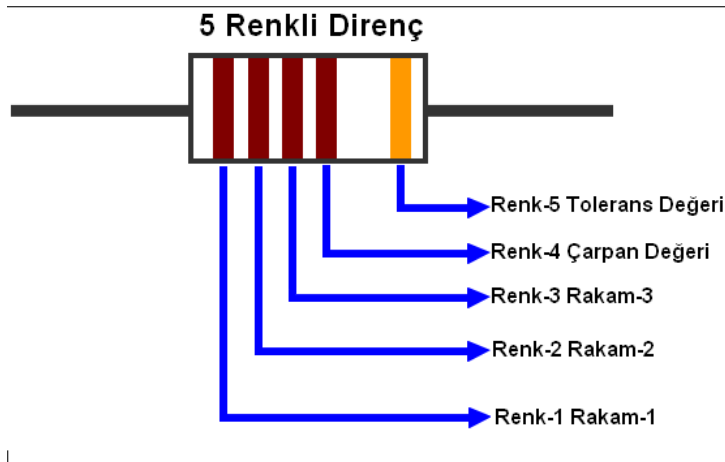 5 Renkli Direnç
Renk-5 Tolerans Değeri
Renk-4 Çarpan Değeri
Renk-3 Rakam-3
Renk-2 Rakam-2
Renk-1 Rakam-1